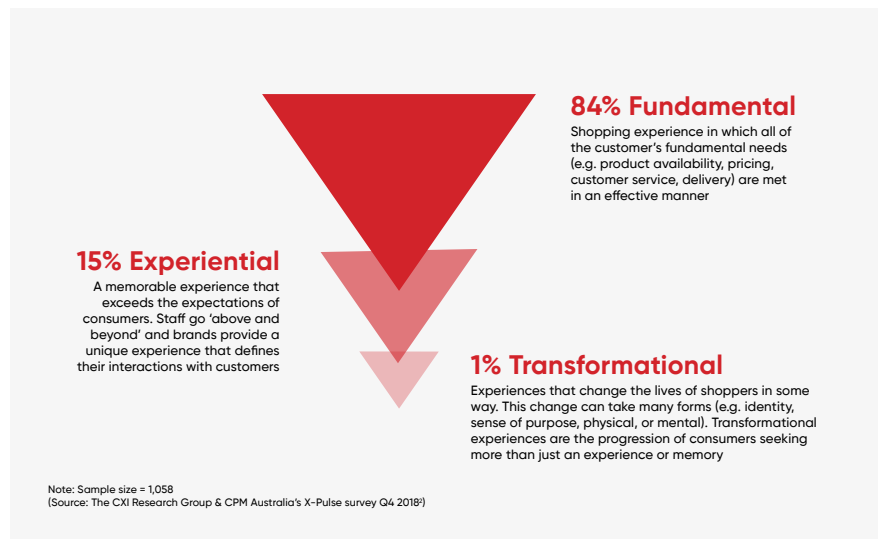 84% Fundamental
Shopping experience in which all of
the customer’s fundamental needs
(e.g. product availability, pricing,
customer service, delivery) are met
in an effective manner
15% Experiential
A memorable experience that
exceeds the expectations of
consumers. Staff go ‘above and
beyond’ and brands provide a
unique experience that defines
their interactions with customers
1% Transformational
Experiences that change the lives of shoppers in some
way. This change can take many forms (e.g. identity,
sense of purpose, physical, or mental). Transformational
experiences are the progression of consumers seeking
more than just an experience or memory
Note: Sample size = 1,058
(Source: The CXI Research Group & CPM Australia’s X-Pulse survey Q4 2018²)